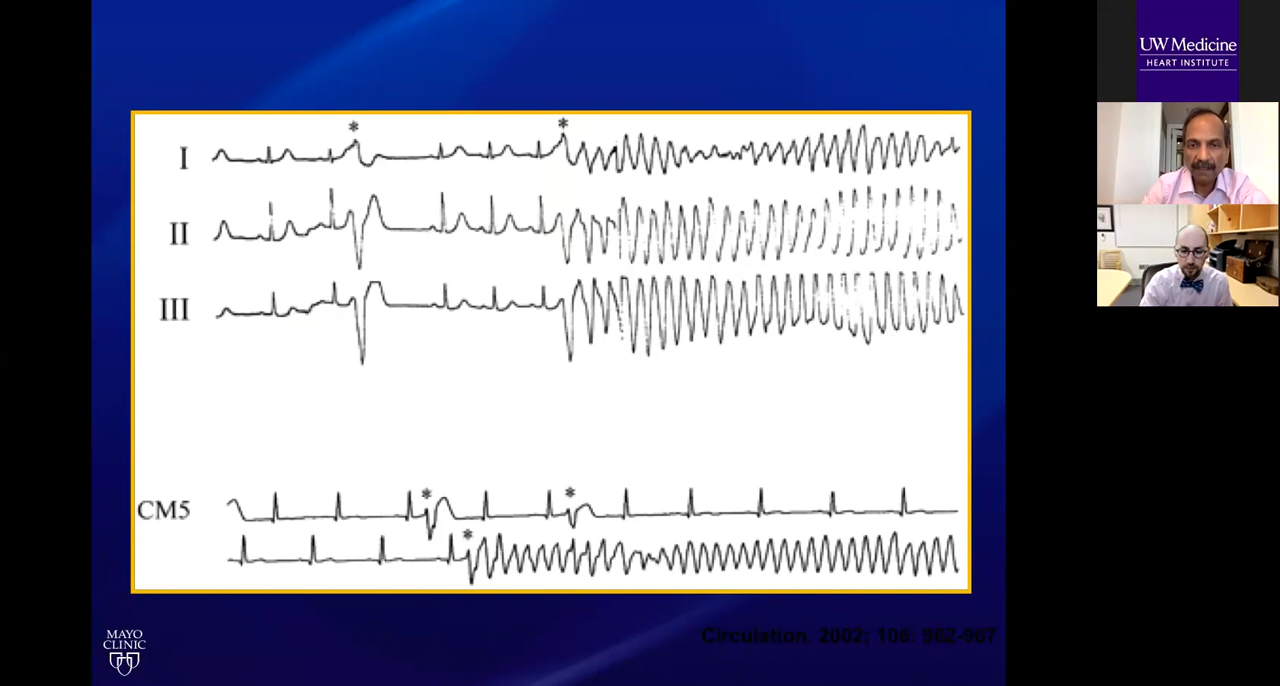 *
*
I
II
III
CM5
*
*
*
MAYO
CLINIC
Circulation. 2002; 106: 962-967
UW Medicine
HEART INSTITUTE